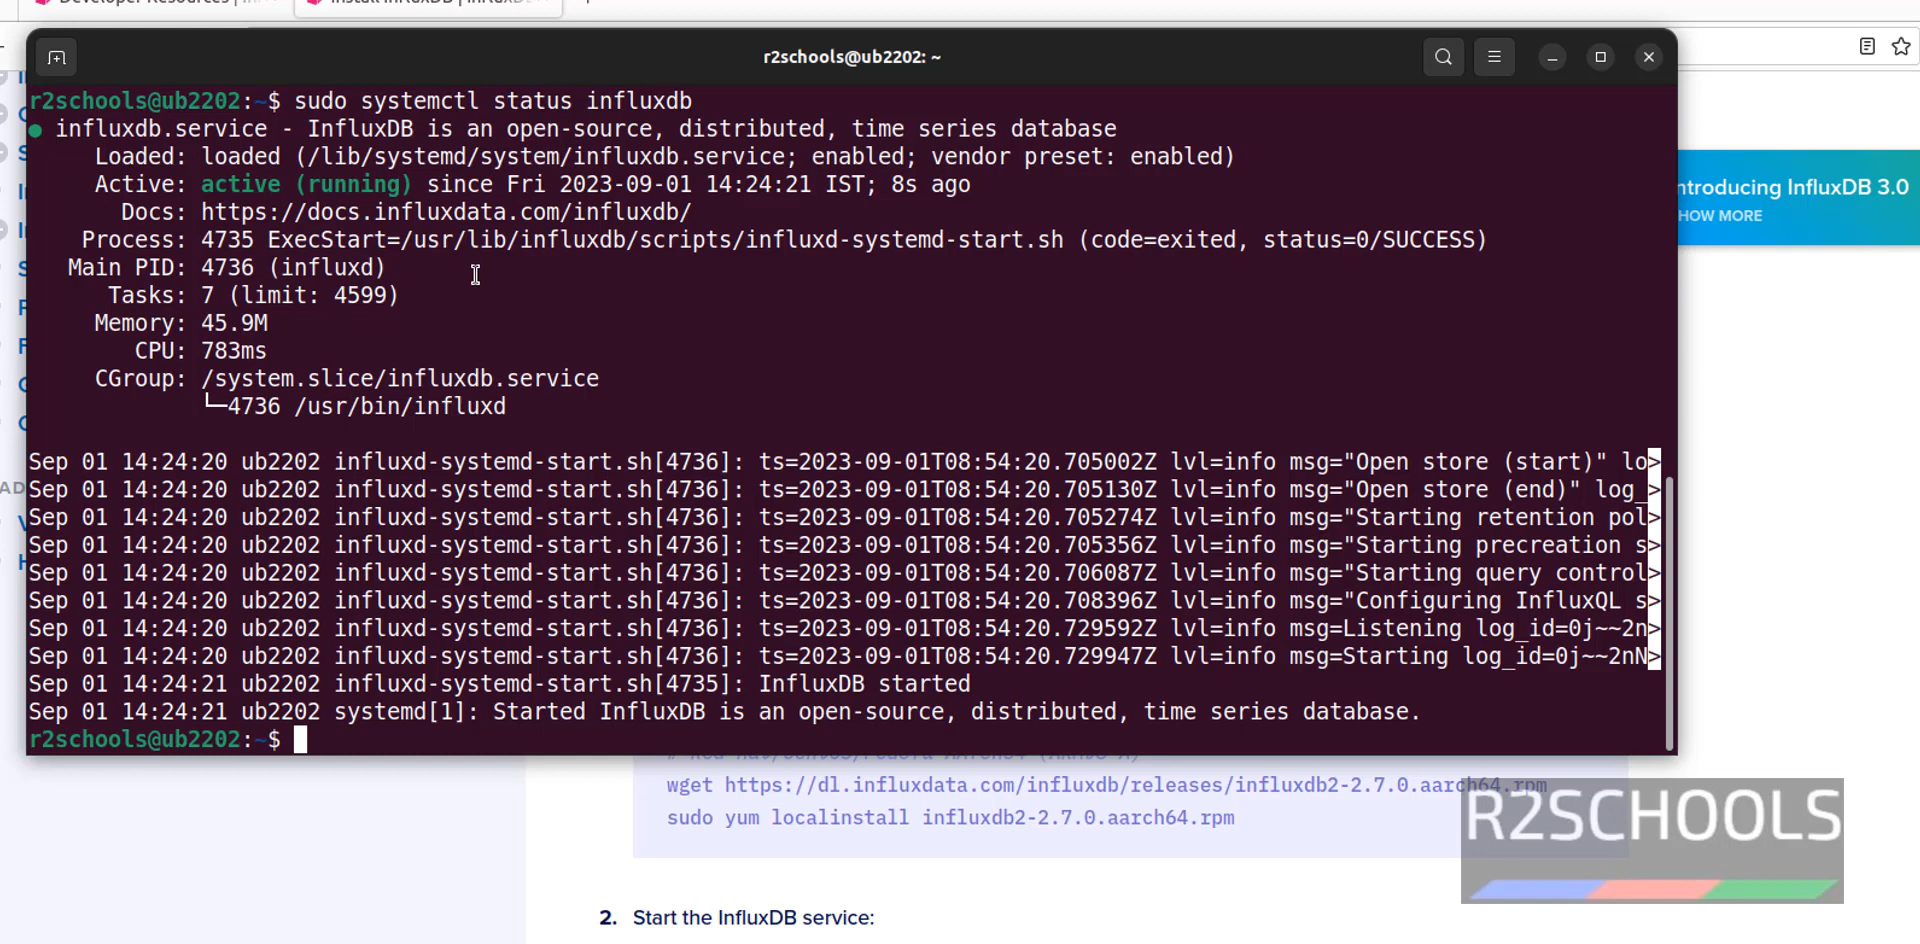 r2schools@ub2202: ~
r2schools@ub2202:~$ sudo systemctl status influxdb
● influxdb.service - InfluxDB is an open-source, distributed, time series database
Loaded: loaded (/lib/systemd/system/influxdb.service; enabled; vendor preset: enabled)
Active: active (running) since Fri 2023-09-01 14:24:21 IST; 8s ago
Docs: https://docs.influxdata.com/influxdb/
Process: 4735 ExecStart=/usr/lib/influxdb/scripts/influxd-systemd-start.sh (code=exited, status=0/SUCCESS)
Main PID: 4736 (influxd)
Tasks: 7 (limit: 4599)
Memory: 45.9M
CPU: 783ms
CGroup: /system.slice/influxdb.service
└─4736 /usr/bin/influxd
Sep 01 14:24:20 ub2202 influxd-systemd-start.sh[4736]: ts=2023-09-01T08:54:20.705002Z lvl=info msg="Open store (start)" lo>
Sep 01 14:24:20 ub2202 influxd-systemd-start.sh[4736]: ts=2023-09-01T08:54:20.705130Z lvl=info msg="Open store (end)" log_>
Sep 01 14:24:20 ub2202 influxd-systemd-start.sh[4736]: ts=2023-09-01T08:54:20.705274Z lvl=info msg="Starting retention pol>
Sep 01 14:24:20 ub2202 influxd-systemd-start.sh[4736]: ts=2023-09-01T08:54:20.705356Z lvl=info msg="Starting precreation s>
Sep 01 14:24:20 ub2202 influxd-systemd-start.sh[4736]: ts=2023-09-01T08:54:20.706087Z lvl=info msg="Starting query control>
Sep 01 14:24:20 ub2202 influxd-systemd-start.sh[4736]: ts=2023-09-01T08:54:20.708396Z lvl=info msg="Configuring InfluxQL s>
Sep 01 14:24:20 ub2202 influxd-systemd-start.sh[4736]: ts=2023-09-01T08:54:20.729592Z lvl=info msg=Listening log_id=0j~~2n>
Sep 01 14:24:20 ub2202 influxd-systemd-start.sh[4736]: ts=2023-09-01T08:54:20.729947Z lvl=info msg=Starting log_id=0j~~2nN>
Sep 01 14:24:21 ub2202 influxd-systemd-start.sh[4735]: InfluxDB started
Sep 01 14:24:21 ub2202 systemd[1]: Started InfluxDB is an open-source, distributed, time series database.
r2schools@ub2202:~$
ntroducing InfluxDB 3.0
HOW MORE
wget https://dl.influxdata.com/influxdb/releases/influxdb2-2.7.0.aarch64.rpm
sudo yum localinstall influxdb2-2.7.0.aarch64.rpm
R2SCHOOLS
2. Start the InfluxDB service: